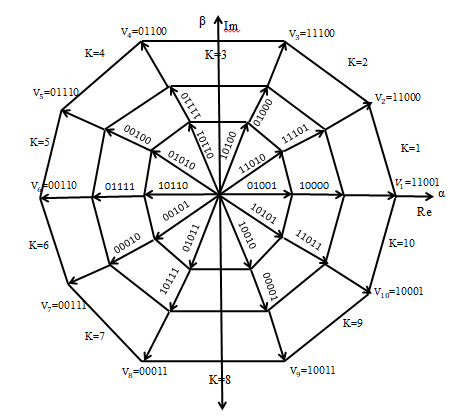 β
Im
V4=01100
V3=11100
K=4
K=3
K=2
V5=01110
V2=11000
11110
01000
00100
01101
10100
11101
K=5
K=1
01010
11010
V6=00110
01111
10110
01001
10000
V1=11001
α
Re
00101
10101
K=6
00010
01011
10010
11011
K=10
10111
00001
V7=00111
V10=10001
K=7
K=9
V8=00011
K=8
V9=10011